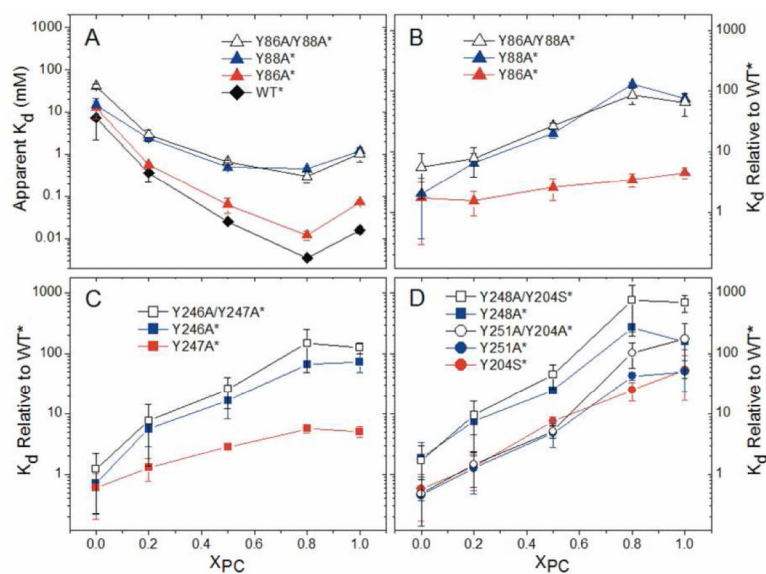 A
Y86A/Y88A*
Y88A*
Y86A*
WT*
1000
100
10
1
0.1
0.01
Apparent Kd (mM)
B
Y86A/Y88A*
Y88A*
Y86A*
1000
100
10
1
Kd Relative to WT*
C
Y246A/Y247A*
Y246A*
Y247A*
1000
100
10
1
Kd Relative to WT*
0.0 0.2 0.4 0.6 0.8 1.0
XPC
D
Y248A/Y204S*
Y248A*
Y251A/Y204A*
Y251A*
Y204S*
1000
100
10
1
Kd Relative to WT*
0.0 0.2 0.4 0.6 0.8 1.0
XPC